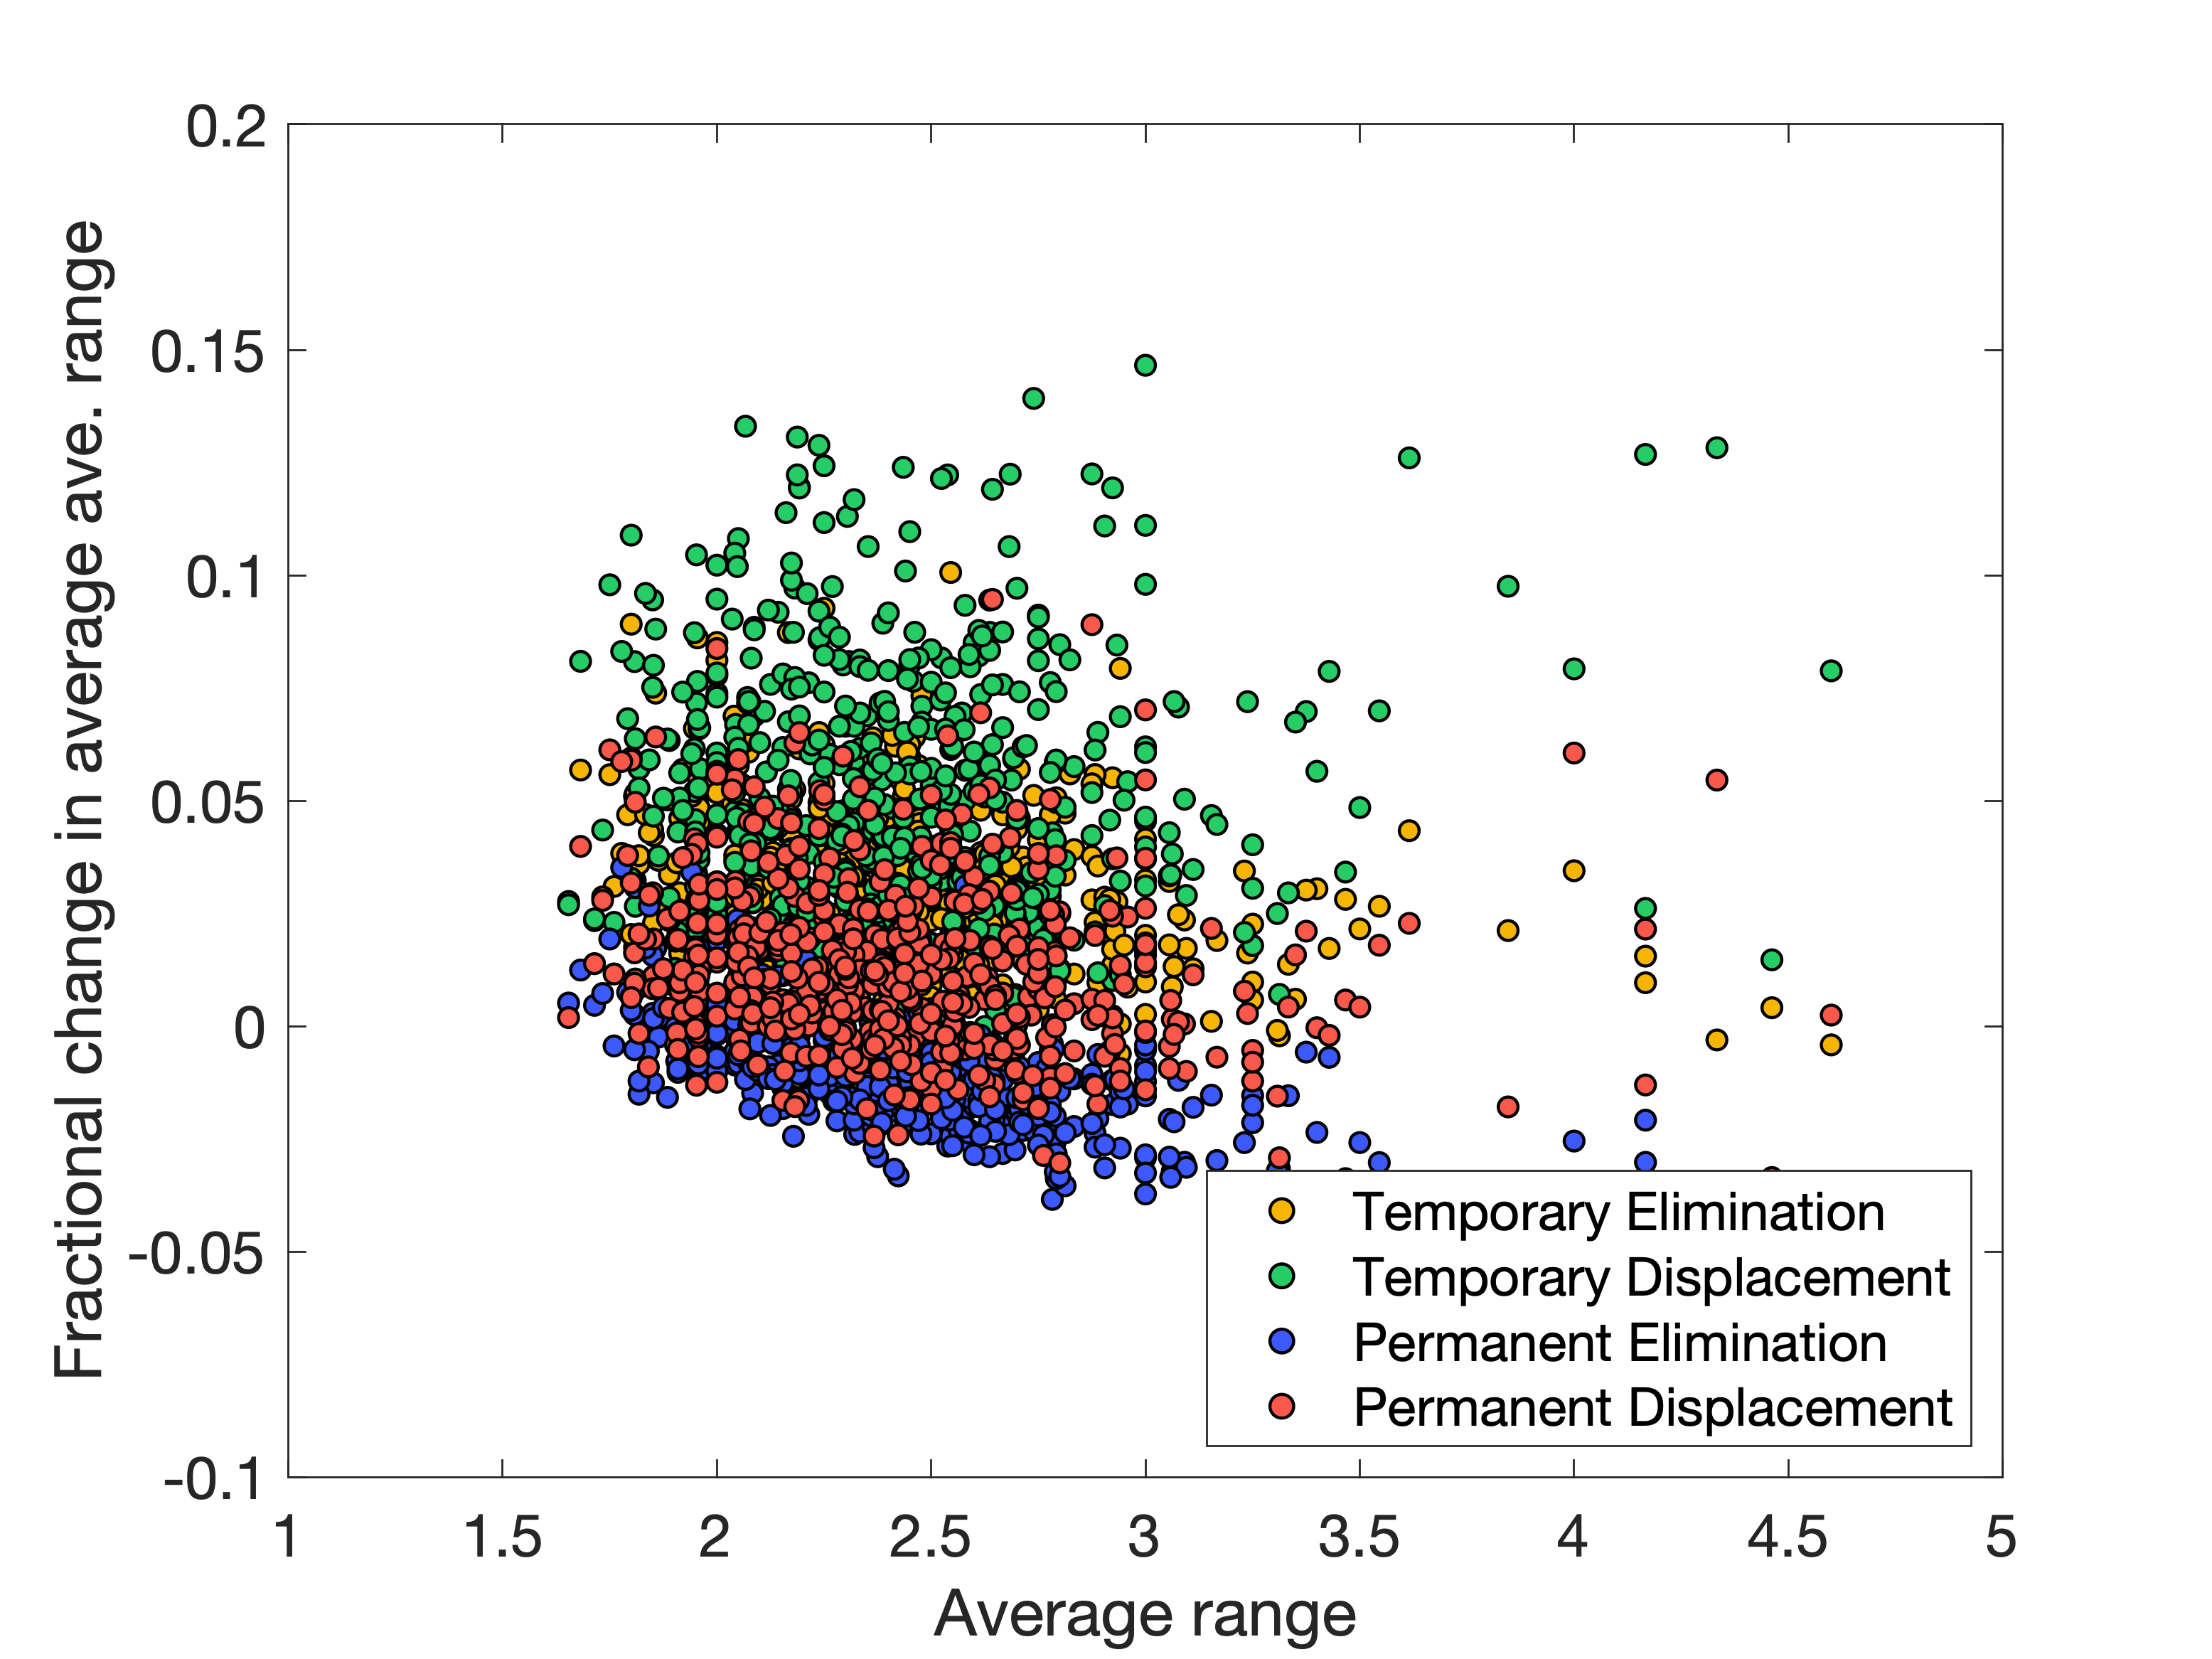 Fractional change in average ave. range
0.2
0.15
0.1
0.05
0
-0.05
-0.1
Temporary Elimination
Temporary Displacement
Permanent Elimination
Permanent Displacement
1 1.5 2 2.5 3 3.5 4 4.5 5
Average range